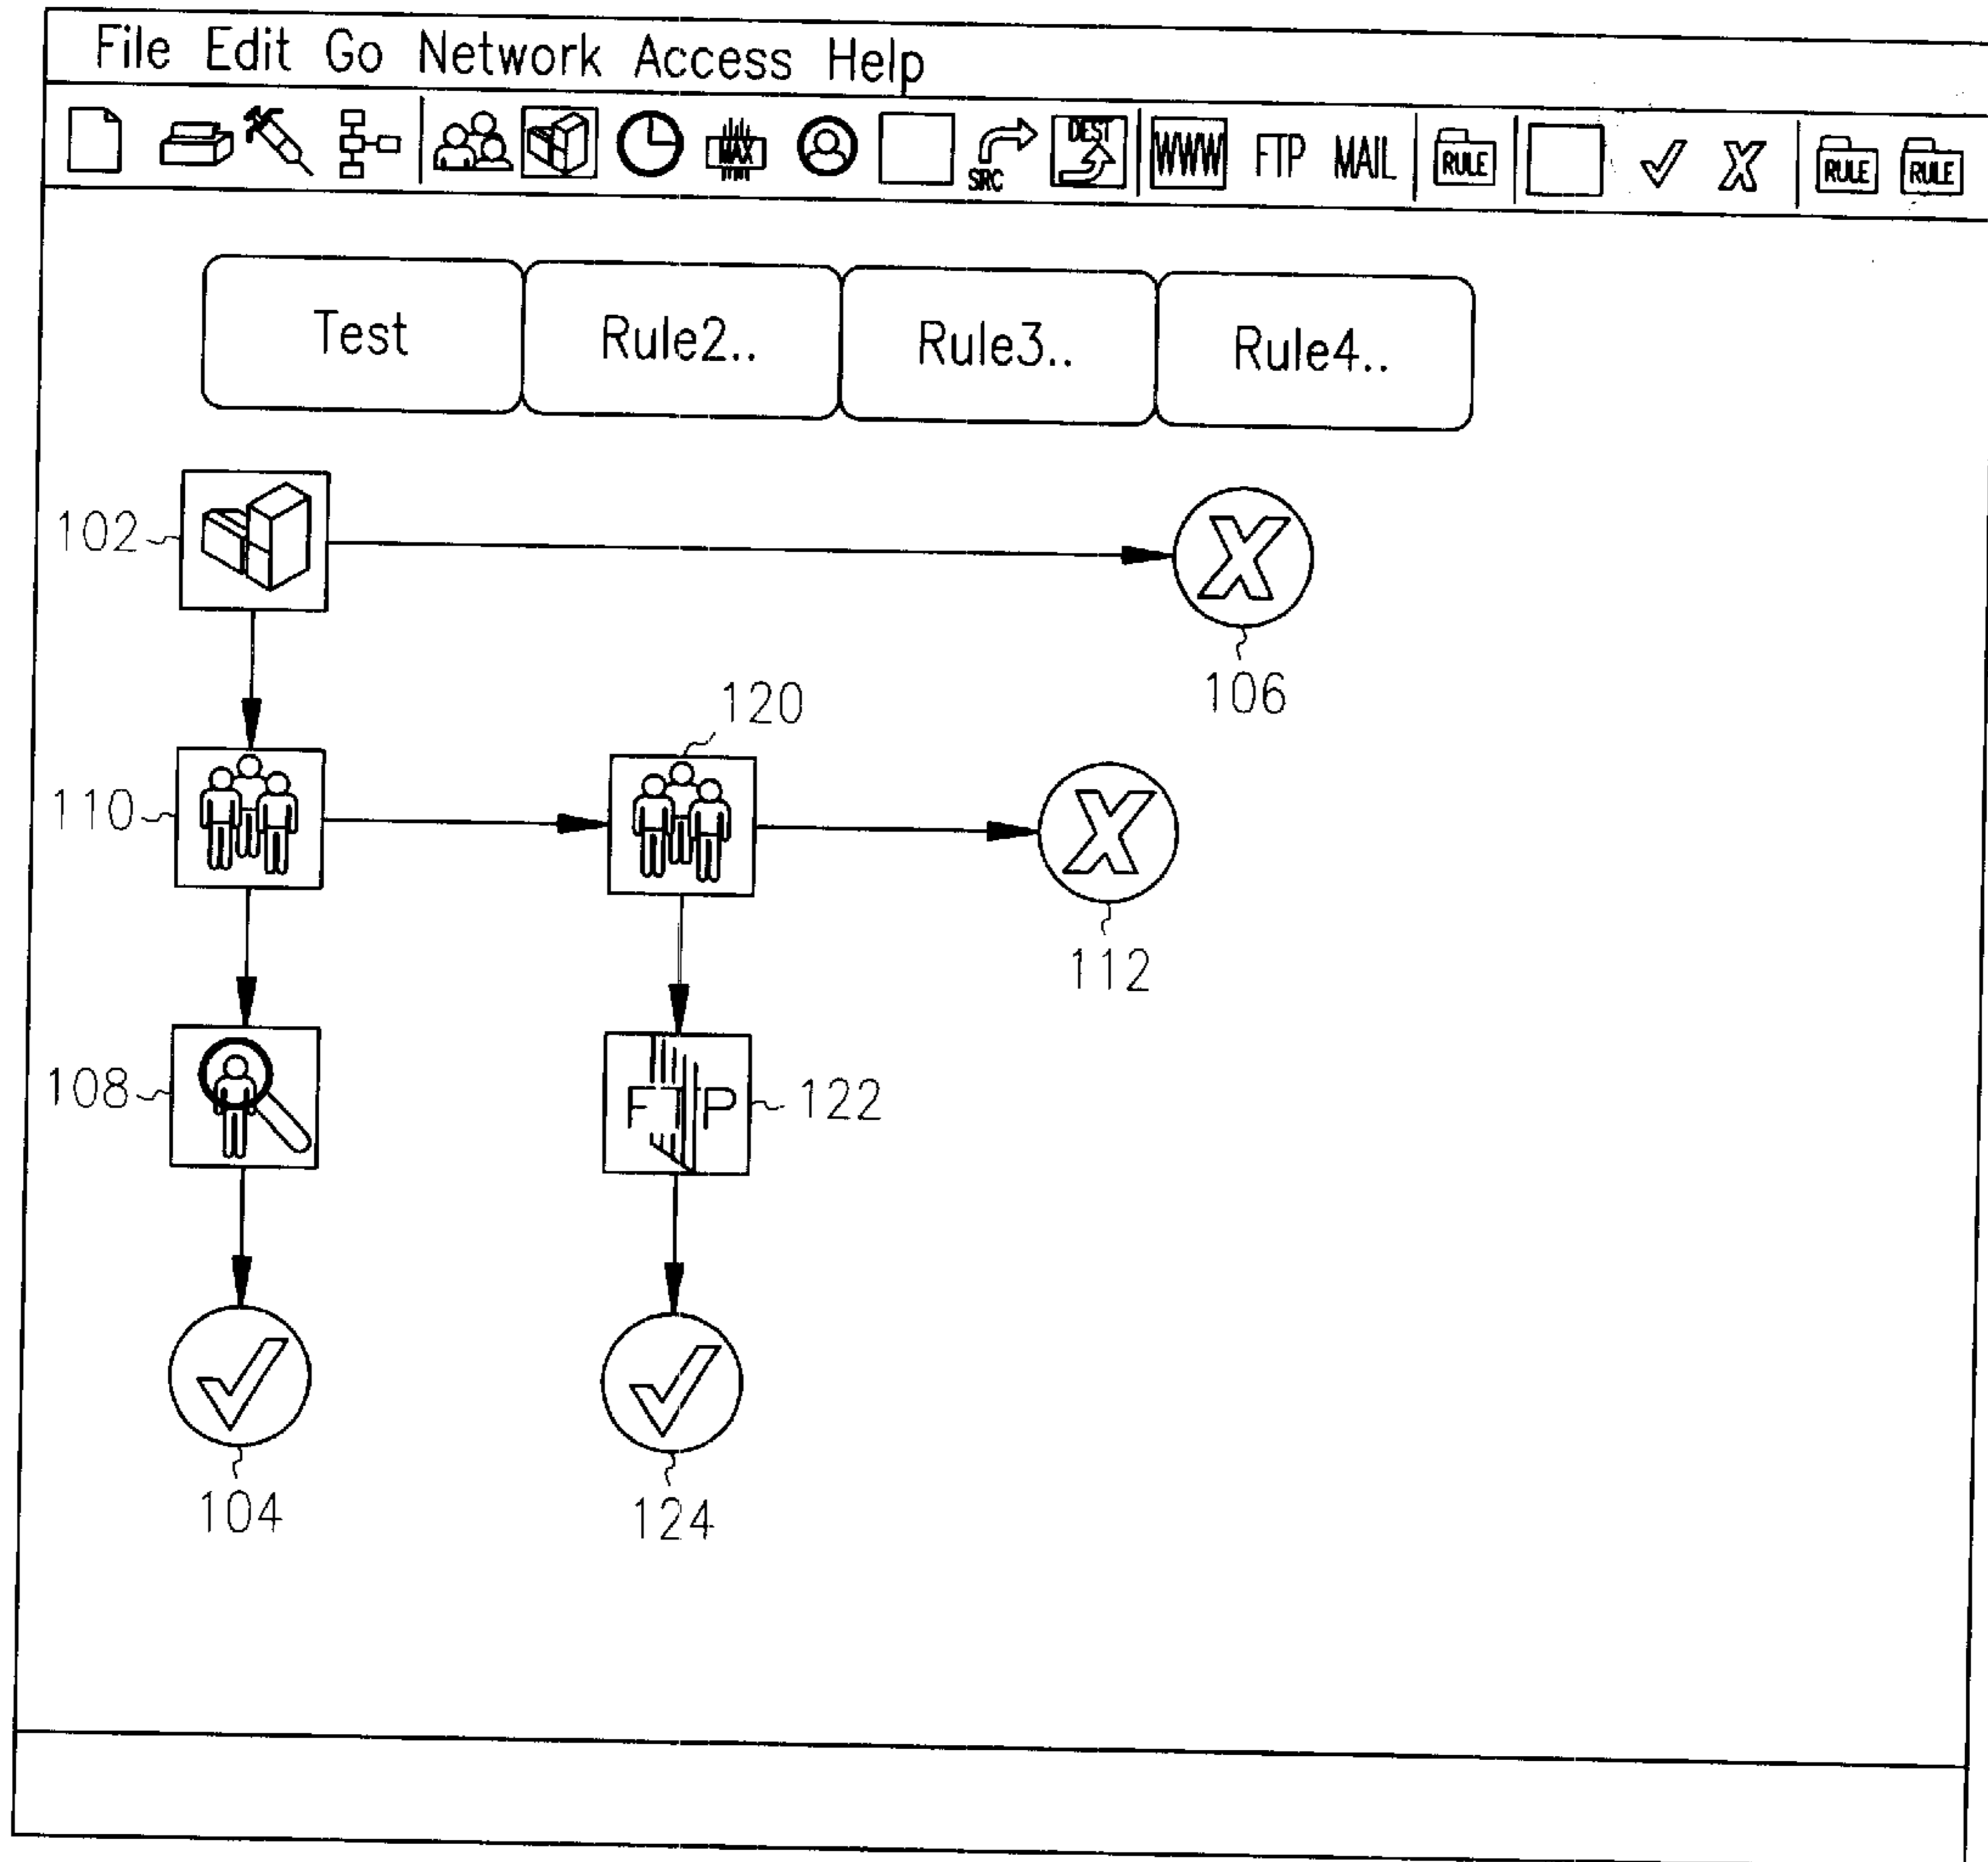 File Edit Go Network Access Help
MAX SRC DEST WWW FTP MAIL RULE RULE RULE
Test Rule2.. Rule3.. Rule4..
102
106
120
110
112
108
FTP
122
104
124